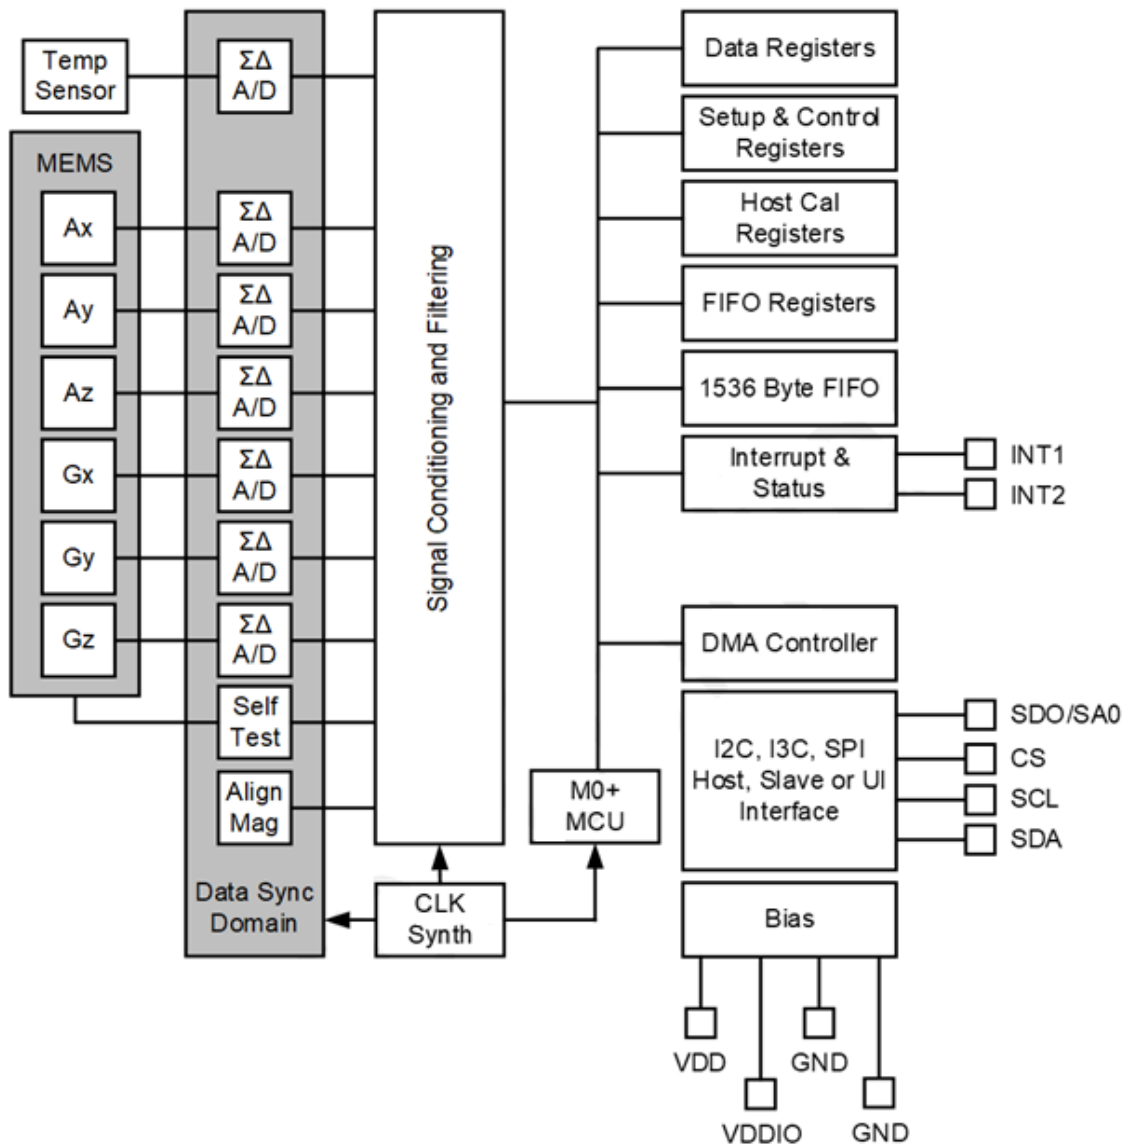 Temp
Sensor
MEMS
Ax
Ay
Az
Gx
Gy
Gz
ΣΔ
A/D
ΣΔ
A/D
ΣΔ
A/D
ΣΔ
A/D
ΣΔ
A/D
ΣΔ
A/D
ΣΔ
A/D
Self
Test
Align
Mag
Data Sync
Domain
Signal Conditioning and Filtering
CLK
Synth
M0+
MCU
Data Registers
Setup & Control
Registers
Host Cal
Registers
FIFO Registers
1536 Byte FIFO
Interrupt &
Status
INT1
INT2
DMA Controller
I2C, I3C, SPI
Host, Slave or UI
Interface
SDO/SA0
CS
SCL
SDA
Bias
VDD
GND
VDDIO
GND